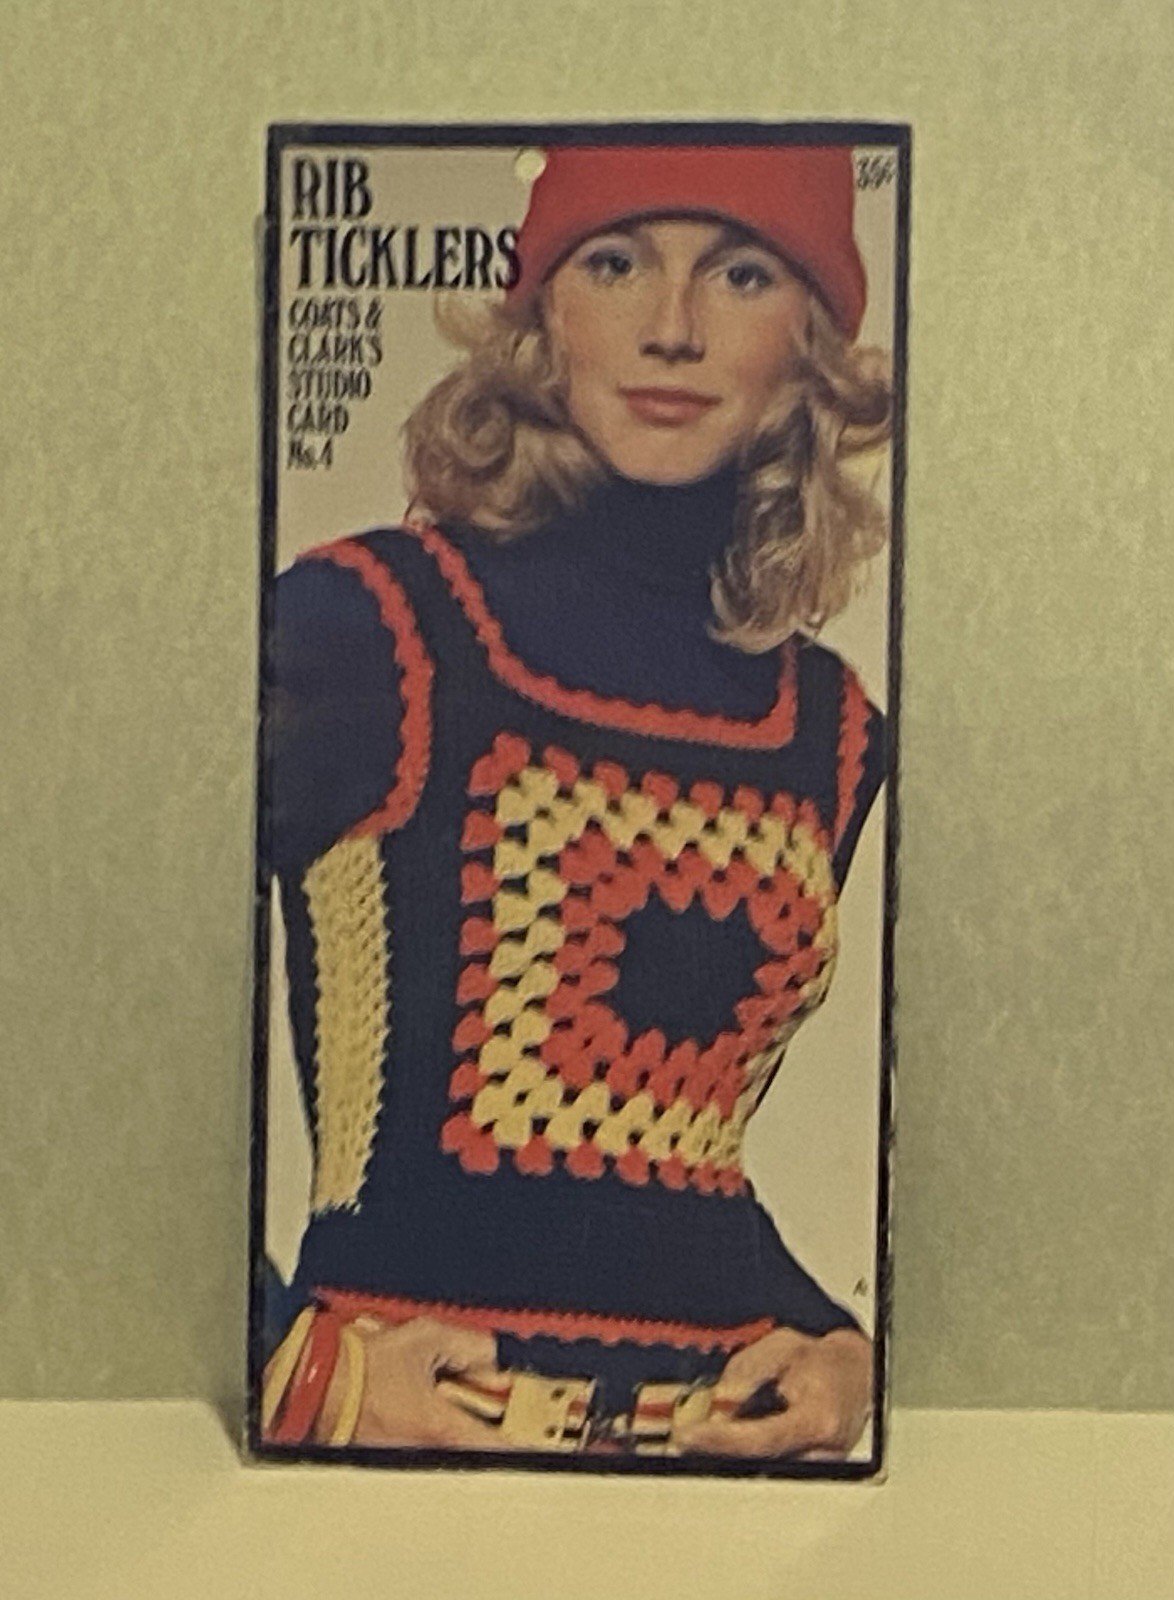 RIB
TICKLERS
COATS &
CLARK'S
STUDIO
CARD
No. 4